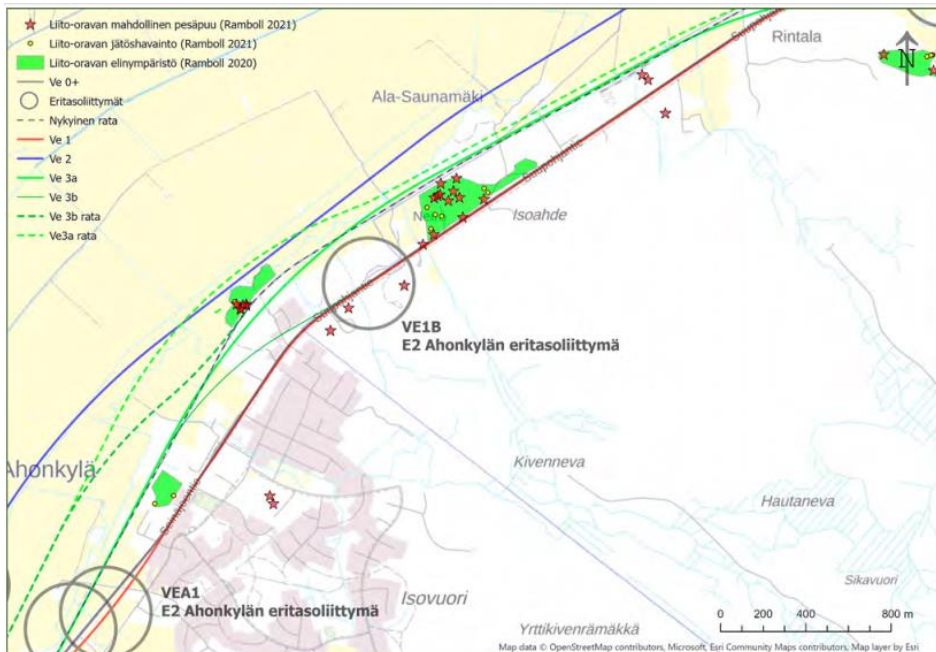 Liito-oravan mahdollinen pesäpuu (Ramboll 2021)
Liito-oravan jätöshavainto (Ramboll 2021)
Liito-oravan elinympäristö (Ramboll 2020)
Ve 0+
Eritasoliittymät
Nykyinen rata
Ve 1
Ve 2
Ve 3a
Ve 3b
Ve 3b rata
Ve3a rata
Rintala
N
Ala-Saunamäki
Suupohjantie
Isoahde
VE1B
E2 Ahonkylän eritasoliittymä
Ahonkylä
Kivenneva
Hautaneva
Sikavuori
VEA1
E2 Ahonkylän eritasoliittymä
Isovuori
Yrttikivenrämäkkä
0 200 400 800 m
Map data © OpenStreetMap contributors, Microsoft, Esri Community Maps contributors, Map layer by Esri